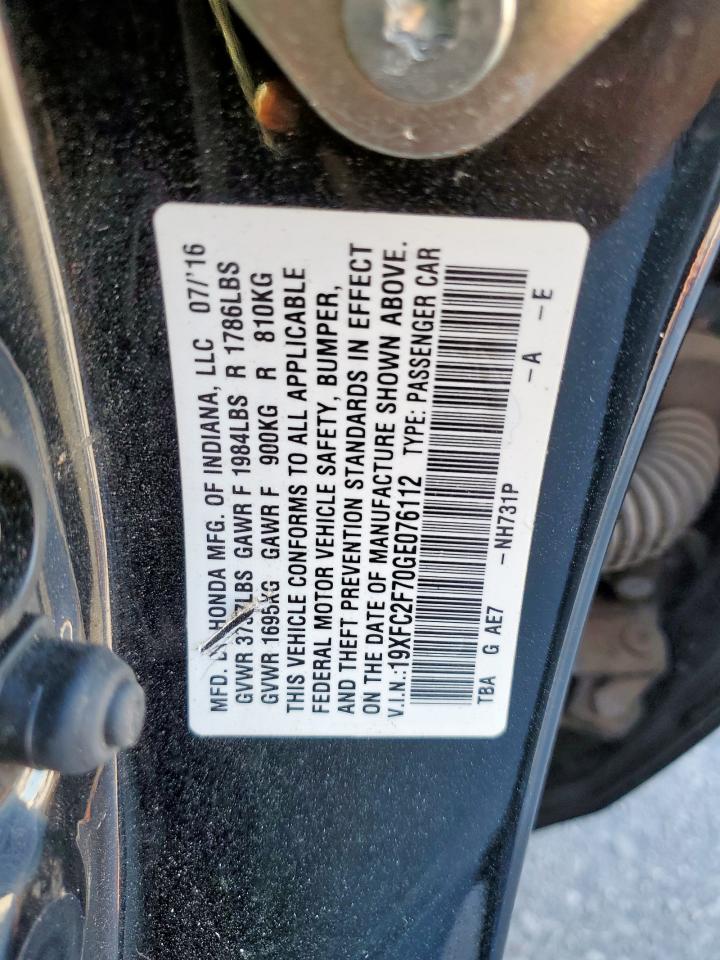 MFD. HONDA MFG. OF INDIANA, LLC 07/'16
GVWR LBS GAWR F 1984LBS R 1786LBS
GVWR 1695KG GAWR F 900KG R 810KG
THIS VEHICLE CONFORMS TO ALL APPLICABLE
FEDERAL MOTOR VEHICLE SAFETY, BUMPER,
AND THEFT PREVENTION STANDARDS IN EFFECT
ON THE DATE OF MANUFACTURE SHOWN ABOVE.
V.I.N.:19XFC2F70GE076112 TYPE: PASSENGER CAR
TBA G AE7 -NH731P -A -E